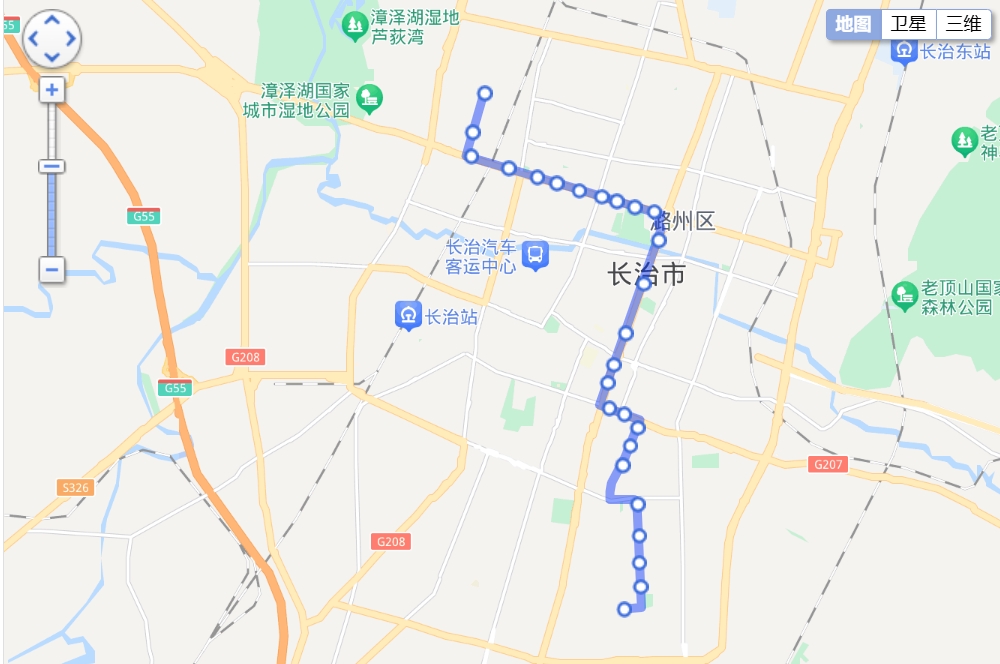 55
漳泽湖湿地
芦荻湾
地图
卫星
三维
长治东站
漳泽湖国家
城市湿地公园
老顶
神
G55
潞州区
长治汽车
客运中心
长治市
老顶山国家
森林公园
长治站
G208
G55
G207
S326
G208